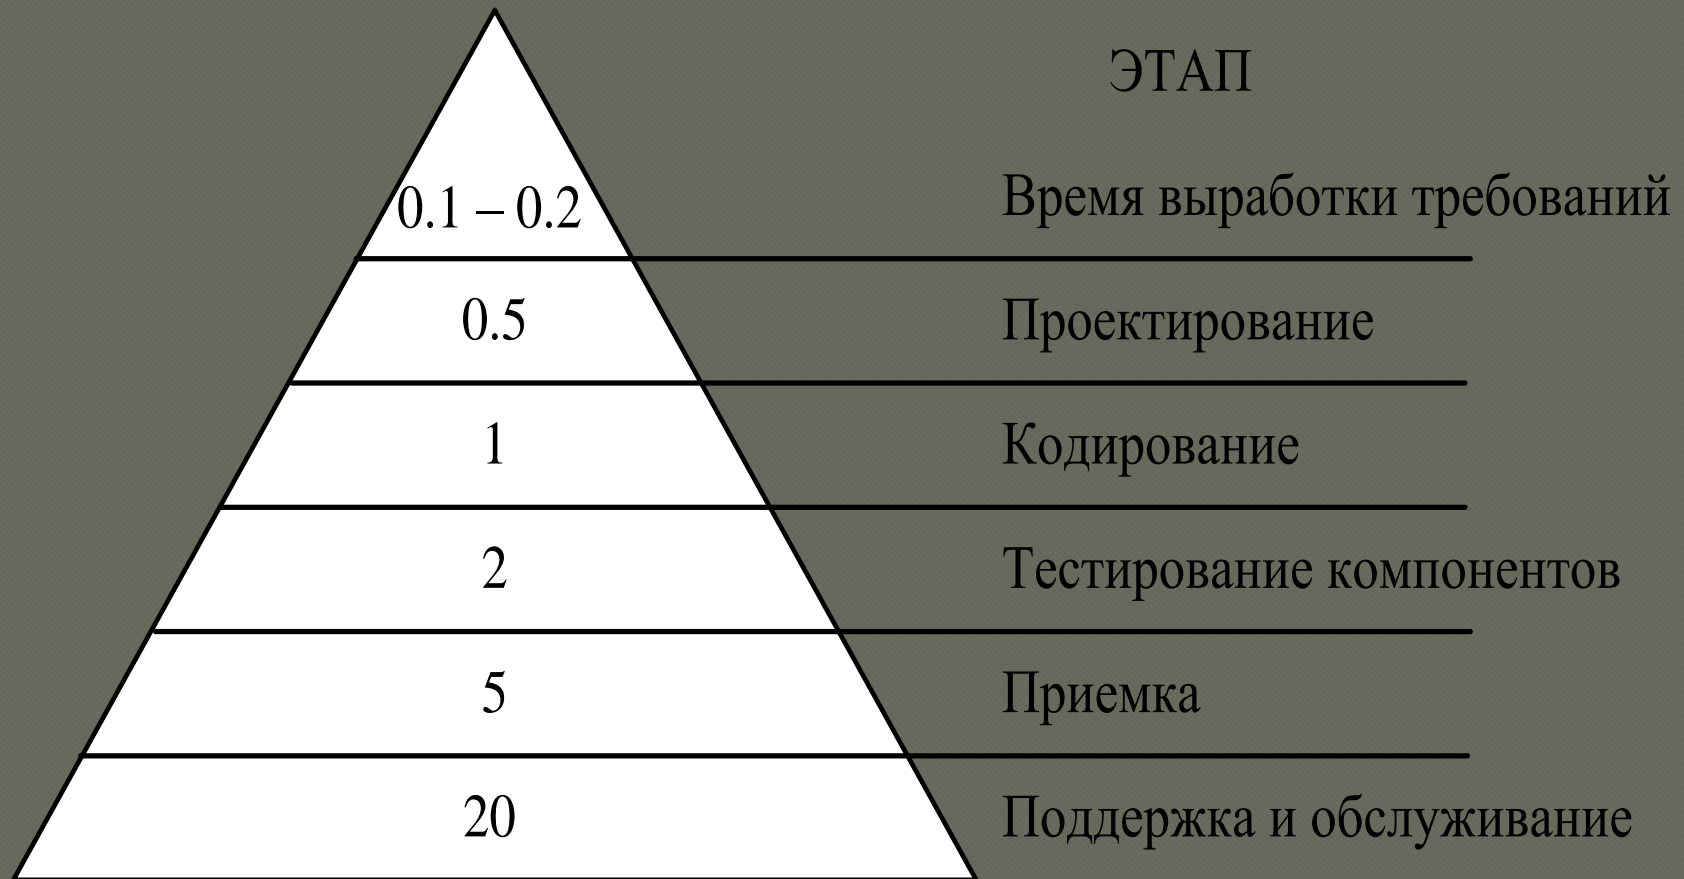 ЭТАП
0.1 – 0.2 Время выработки требований
0.5 Проектирование
1 Кодирование
2 Тестирование компонентов
5 Приемка
20 Поддержка и обслуживание